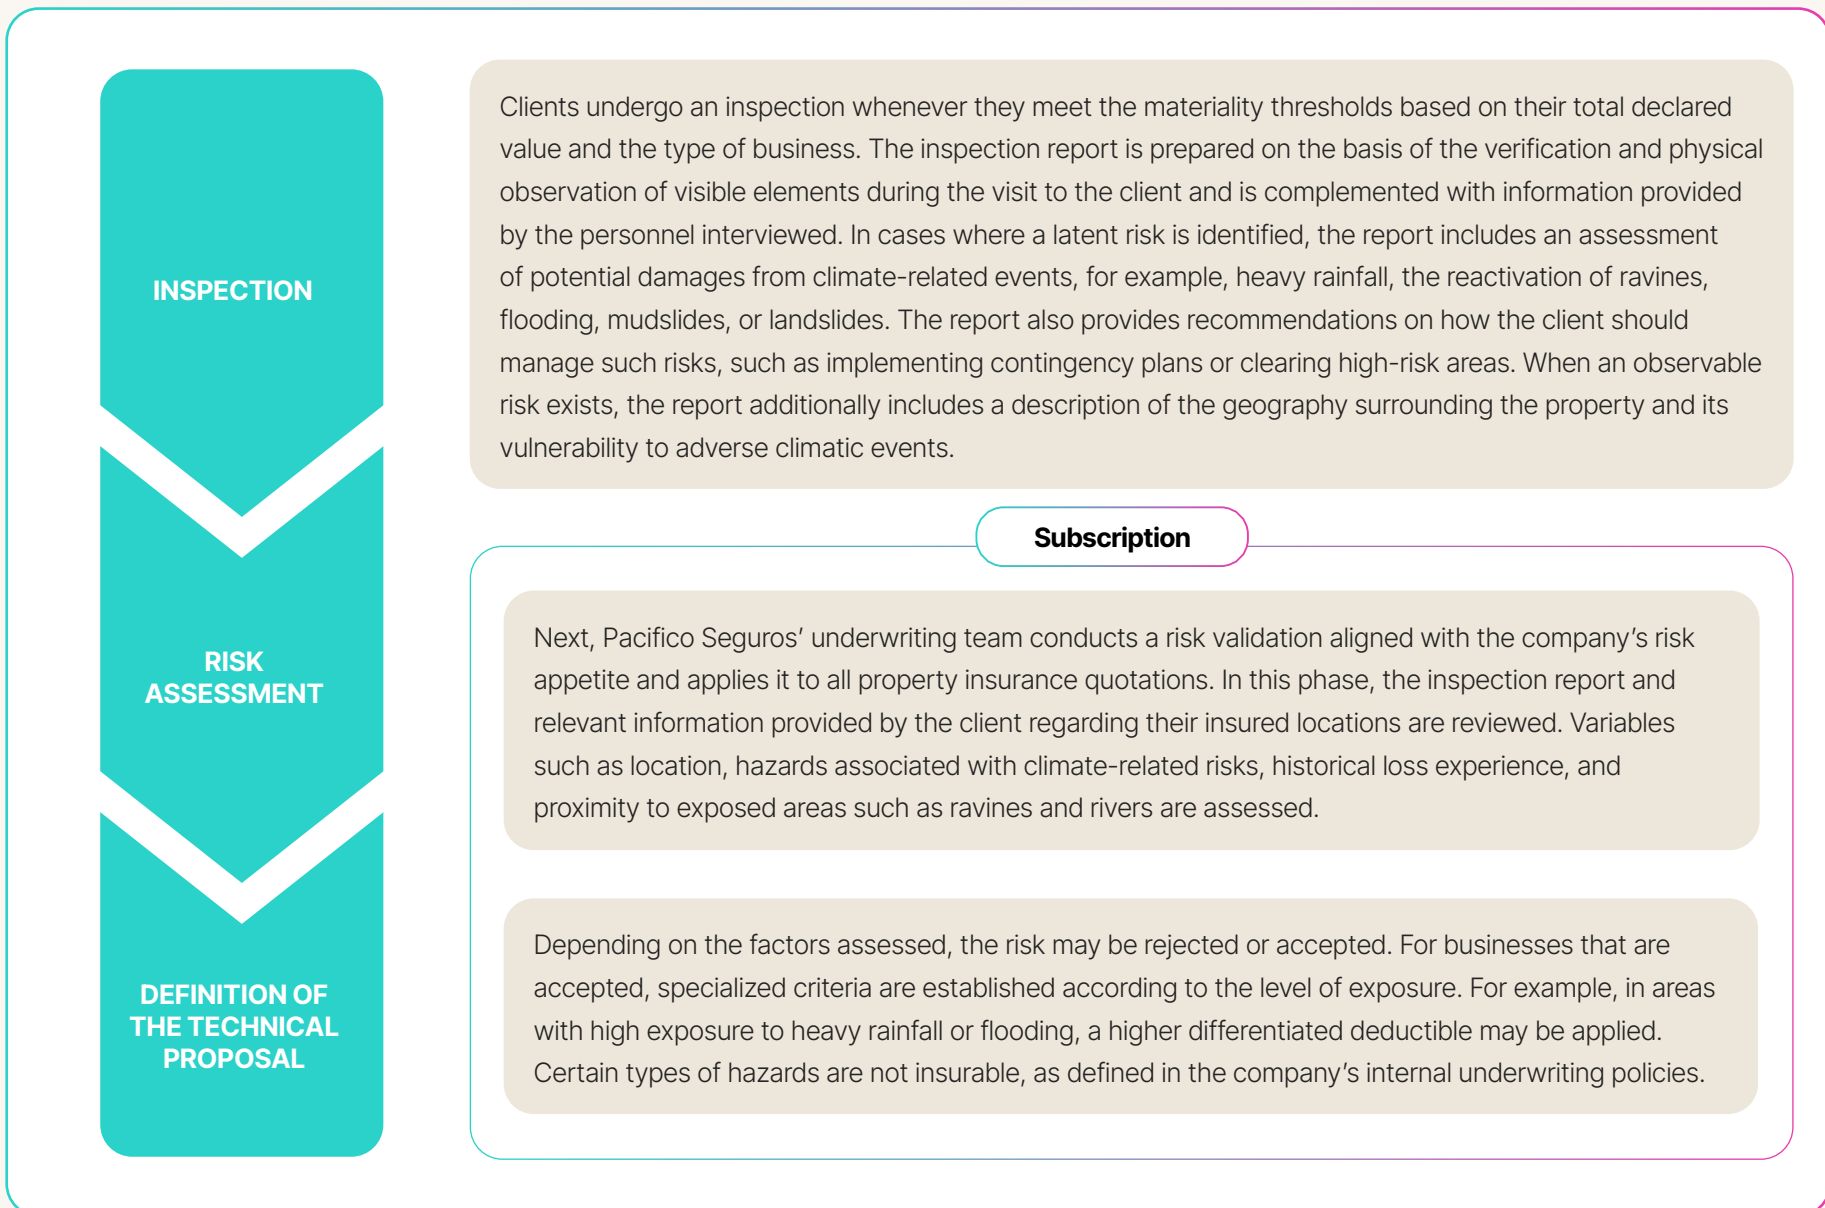 INSPECTION
Clients undergo an inspection whenever they meet the materiality thresholds based on their total declared
value and the type of business. The inspection report is prepared on the basis of the verification and physical
observation of visible elements during the visit to the client and is complemented with information provided
by the personnel interviewed. In cases where a latent risk is identified, the report includes an assessment
of potential damages from climate-related events, for example, heavy rainfall, the reactivation of ravines,
flooding, mudslides, or landslides. The report also provides recommendations on how the client should
manage such risks, such as implementing contingency plans or clearing high-risk areas. When an observable
risk exists, the report additionally includes a description of the geography surrounding the property and its
vulnerability to adverse climatic events.
Subscription
RISK
ASSESSMENT
Next, Pacifico Seguros’ underwriting team conducts a risk validation aligned with the company’s risk
appetite and applies it to all property insurance quotations. In this phase, the inspection report and
relevant information provided by the client regarding their insured locations are reviewed. Variables
such as location, hazards associated with climate-related risks, historical loss experience, and
proximity to exposed areas such as ravines and rivers are assessed.
DEFINITION OF
THE TECHNICAL
PROPOSAL
Depending on the factors assessed, the risk may be rejected or accepted. For businesses that are
accepted, specialized criteria are established according to the level of exposure. For example, in areas
with high exposure to heavy rainfall or flooding, a higher differentiated deductible may be applied.
Certain types of hazards are not insurable, as defined in the company’s internal underwriting policies.